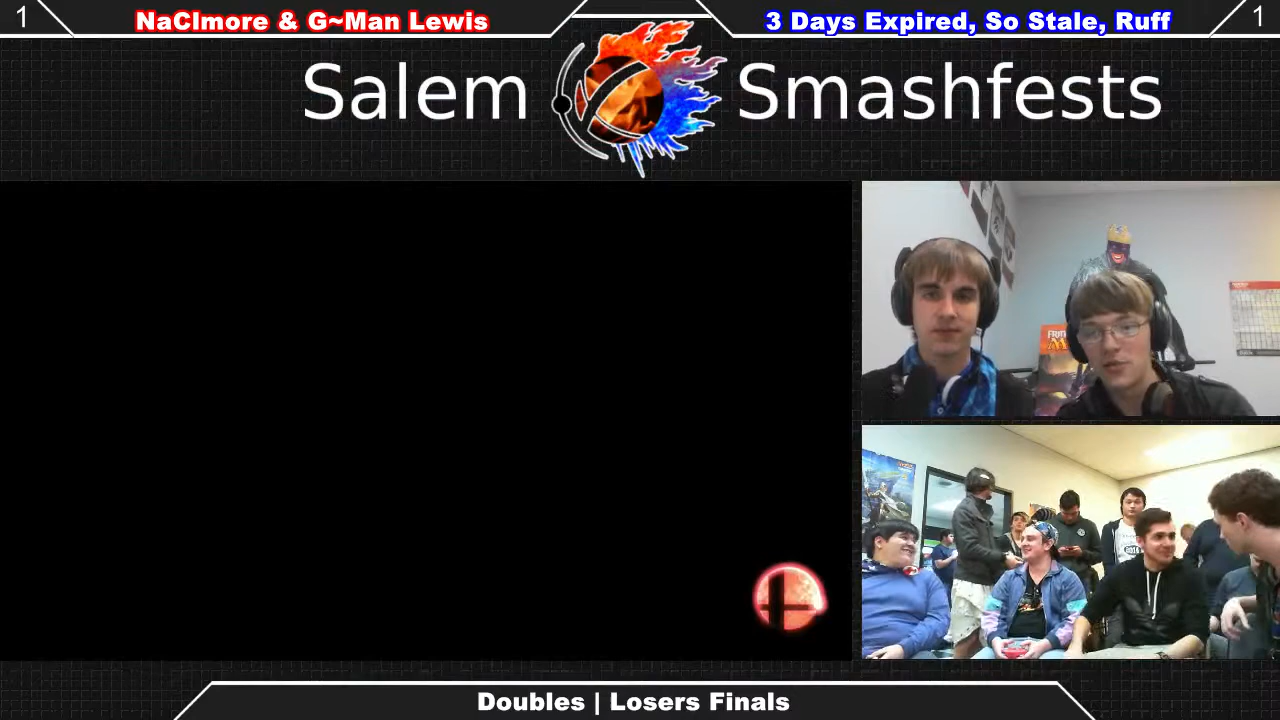 1
NaClmore & G~Man Lewis
3 Days Expired, So Stale, Ruff
1
Salem Smashfests
Doubles | Losers Finals